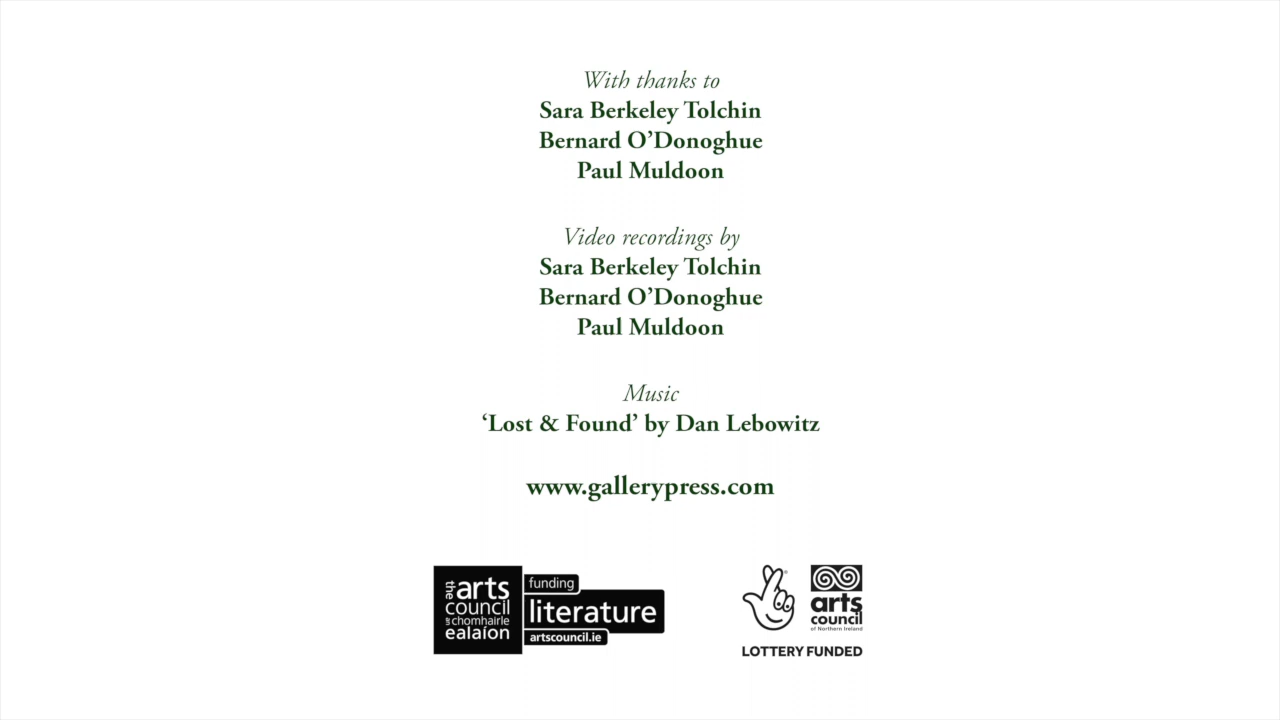 With thanks to
Sara Berkeley Tolchin
Bernard O’Donoghue
Paul Muldoon
Video recordings by
Sara Berkeley Tolchin
Bernard O’Donoghue
Paul Muldoon
Music
‘Lost & Found’ by Dan Lebowitz
www.gallerypress.com
the arts
council
an chomhairle
ealaíon
funding
literature
artscouncil.ie
arts
council
of Northern Ireland
LOTTERY FUNDED